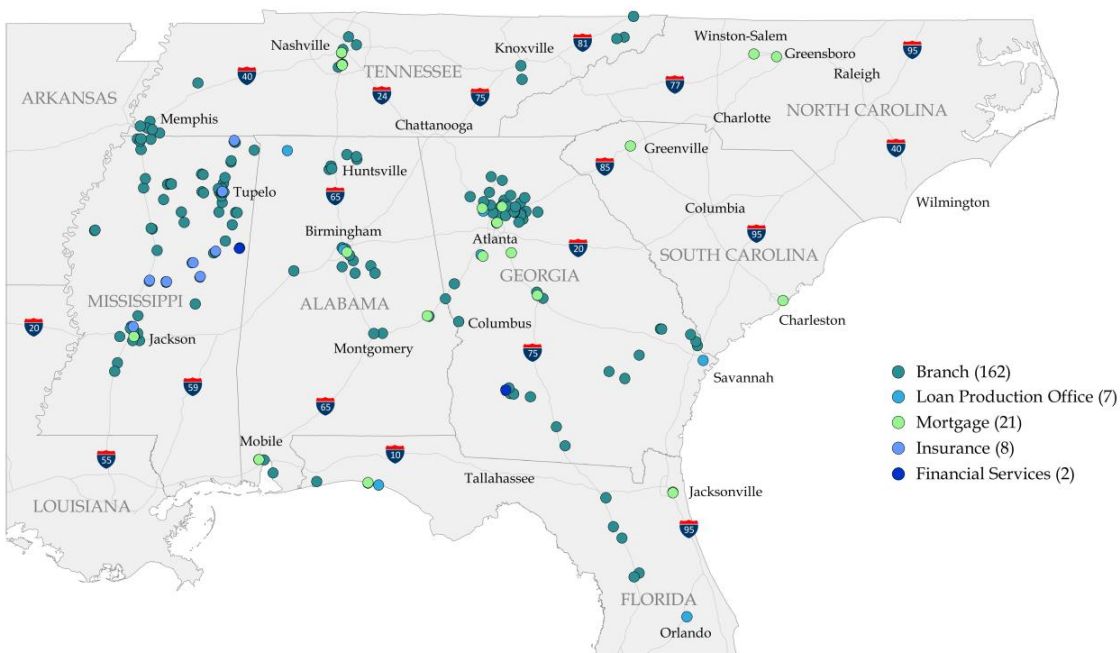 Nashville
Knoxville
81
Winston-Salem
Greensboro
95
40
TENNESSEE
Raleigh
77
ARKANSAS
24
75
NORTH CAROLINA
Memphis
Chattanooga
Charlotte
40
Huntsville
Greenville
85
Tupelo
65
Columbia
Wilmington
Birmingham
Atlanta
20
95
SOUTH CAROLINA
GEORGIA
MISSISSIPPI
ALABAMA
20
Jackson
Columbus
Charleston
Montgomery
75
Savannah
59
65
Branch (162)
Loan Production Office (7)
Mortgage (21)
Insurance (8)
Financial Services (2)
Mobile
55
10
Tallahassee
Jacksonville
LOUISIANA
95
FLORIDA
Orlando